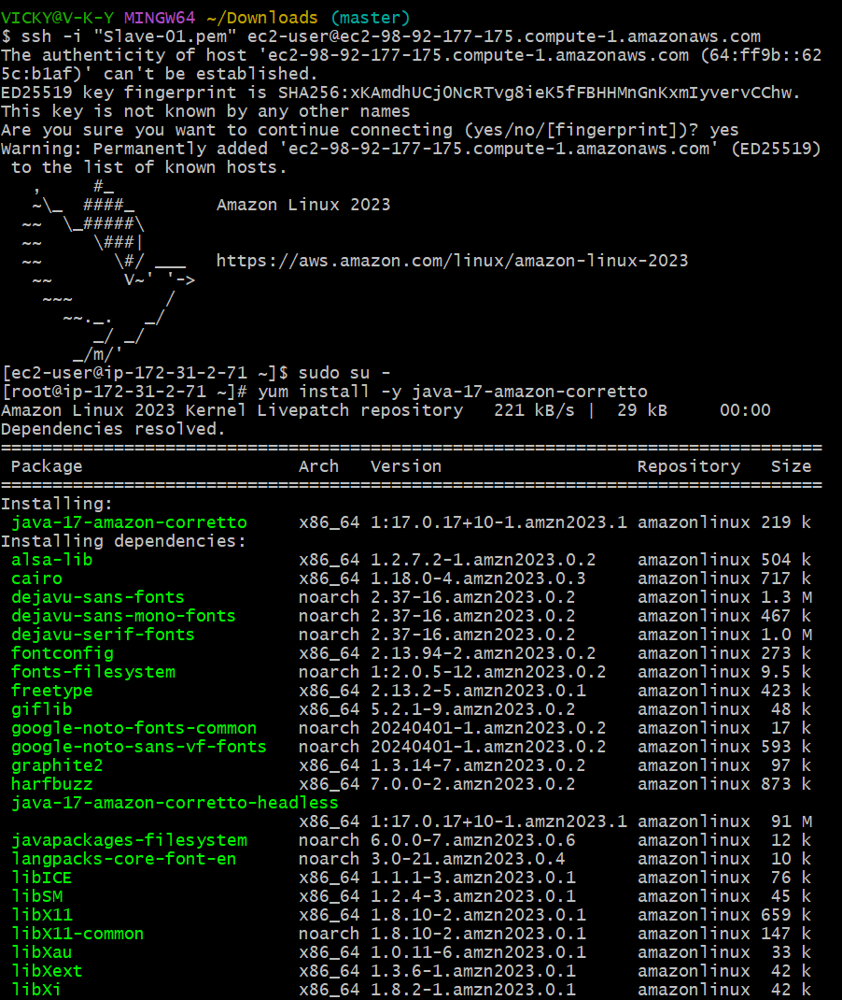 VICKY@V-K-Y MINGW64 ~/Downloads (master)
$ ssh -i "Slave-01.pem" ec2-user@ec2-98-92-177-175.compute-1.amazonaws.com
The authenticity of host 'ec2-98-92-177-175.compute-1.amazonaws.com (64:ff9b::62
5c:b1af)' can't be established.
ED25519 key fingerprint is SHA256:xKAmdhUCj0NcRTvg8ieK5fFBHHMnGnKxmIyvervCChw.
This key is not known by any other names
Are you sure you want to continue connecting (yes/no/[fingerprint])? yes
Warning: Permanently added 'ec2-98-92-177-175.compute-1.amazonaws.com' (ED25519)
 to the list of known hosts.
   ,     #_
   ~\_  ####_        Amazon Linux 2023
  ~~  \_#####\
  ~~     \###|
  ~~       \#/ ___   https://aws.amazon.com/linux/amazon-linux-2023
   ~~       V~' '->
    ~~~         /
      ~~._.   _/
         _/ _/
       _/m/'
[ec2-user@ip-172-31-2-71 ~]$ sudo su -
[root@ip-172-31-2-71 ~]# yum install -y java-17-amazon-corretto
Amazon Linux 2023 Kernel Livepatch repository   221 kB/s |  29 kB     00:00
Dependencies resolved.
================================================================================
 Package                     Arch   Version                   Repository   Size
================================================================================
Installing:
 java-17-amazon-corretto     x86_64 1:17.0.17+10-1.amzn2023.1 amazonlinux 219 k
Installing dependencies:
 alsa-lib                    x86_64 1.2.7.2-1.amzn2023.0.2    amazonlinux 504 k
 cairo                       x86_64 1.18.0-4.amzn2023.0.3     amazonlinux 717 k
 dejavu-sans-fonts           noarch 2.37-16.amzn2023.0.2      amazonlinux 1.3 M
 dejavu-sans-mono-fonts      noarch 2.37-16.amzn2023.0.2      amazonlinux 467 k
 dejavu-serif-fonts          noarch 2.37-16.amzn2023.0.2      amazonlinux 1.0 M
 fontconfig                  x86_64 2.13.94-2.amzn2023.0.2    amazonlinux 273 k
 fonts-filesystem            noarch 1:2.0.5-12.amzn2023.0.2   amazonlinux 9.5 k
 freetype                    x86_64 2.13.2-5.amzn2023.0.1     amazonlinux 423 k
 giflib                      x86_64 5.2.1-9.amzn2023.0.2      amazonlinux  48 k
 google-noto-fonts-common    noarch 20240401-1.amzn2023.0.2   amazonlinux  17 k
 google-noto-sans-vf-fonts   noarch 20240401-1.amzn2023.0.2   amazonlinux 593 k
 graphite2                   x86_64 1.3.14-7.amzn2023.0.2     amazonlinux  97 k
 harfbuzz                    x86_64 7.0.0-2.amzn2023.0.2      amazonlinux 873 k
 java-17-amazon-corretto-headless
                             x86_64 1:17.0.17+10-1.amzn2023.1 amazonlinux  91 M
 javapackages-filesystem     noarch 6.0.0-7.amzn2023.0.6      amazonlinux  12 k
 langpacks-core-font-en      noarch 3.0-21.amzn2023.0.4       amazonlinux  10 k
 libICE                      x86_64 1.1.1-3.amzn2023.0.1      amazonlinux  76 k
 libSM                       x86_64 1.2.4-3.amzn2023.0.1      amazonlinux  45 k
 libX11                      x86_64 1.8.10-2.amzn2023.0.1     amazonlinux 659 k
 libX11-common               noarch 1.8.10-2.amzn2023.0.1     amazonlinux 147 k
 libXau                      x86_64 1.0.11-6.amzn2023.0.1     amazonlinux  33 k
 libXext                     x86_64 1.3.6-1.amzn2023.0.1      amazonlinux  42 k
 libXi                       x86_64 1.8.2-1.amzn2023.0.1      amazonlinux  42 k